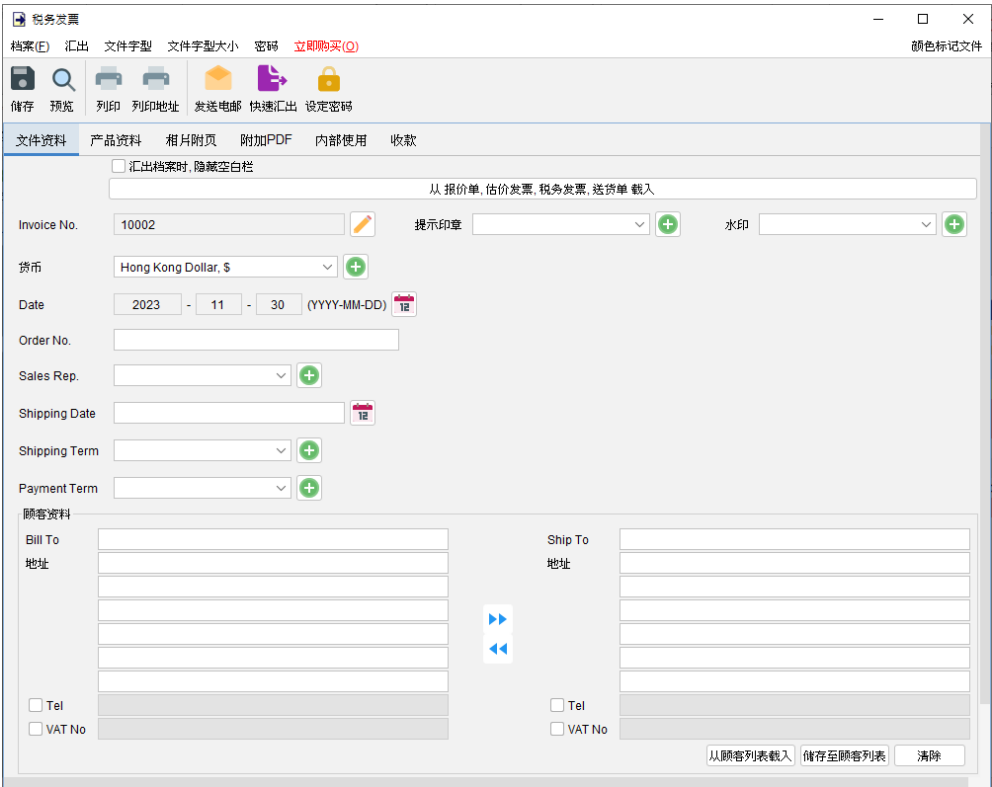 税务发票
档案(F) 汇出 文件字型 文件字型大小 密码 立即购买(O) 颜色标记文件
储存 预览 列印 列印地址 发送电邮 快速汇出 设定密码
文件资料 产品资料 相片附页 附加PDF 内部使用 收款
汇出档案时, 隐藏空白栏
从 报价单, 估价发票, 税务发票, 送货单 载入
Invoice No. 10002 提示印章 水印
货币 Hong Kong Dollar, $
Date 2023 - 11 - 30 (YYYY-MM-DD) 12
Order No.
Sales Rep.
Shipping Date 12
Shipping Term
Payment Term
顾客资料
Bill To Ship To
地址 地址
Tel Tel
VAT No VAT No
从顾客列表载入 储存至顾客列表 清除